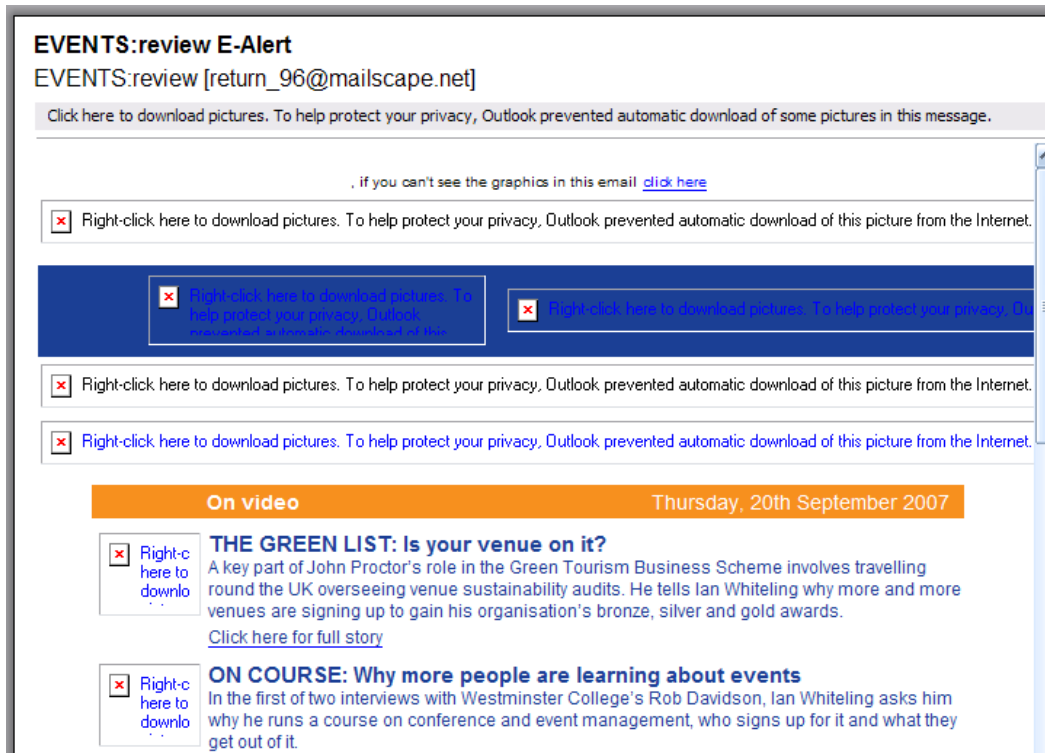 EVENTS:review E-Alert
EVENTS:review [return_96@mailscape.net]
Click here to download pictures. To help protect your privacy, Outlook prevented automatic download of some pictures in this message.
, if you can't see the graphics in this email click here
Right-click here to download pictures. To help protect your privacy, Outlook prevented automatic download of this picture from the Internet.
Right-click here to download pictures. To
help protect your privacy, Outlook
prevented automatic download of this
Right-click here to download pictures. To help protect your privacy, Ou
Right-click here to download pictures. To help protect your privacy, Outlook prevented automatic download of this picture from the Internet.
Right-click here to download pictures. To help protect your privacy, Outlook prevented automatic download of this picture from the Internet.
On video Thursday, 20th September 2007
Right-c
here to
downlo
THE GREEN LIST: Is your venue on it?
A key part of John Proctor's role in the Green Tourism Business Scheme involves travelling
round the UK overseeing venue sustainability audits. He tells Ian Whiteling why more and more
venues are signing up to gain his organisation's bronze, silver and gold awards.
Click here for full story
Right-c
here to
downlo
ON COURSE: Why more people are learning about events
In the first of two interviews with Westminster College's Rob Davidson, Ian Whiteling asks him
why he runs a course on conference and event management, who signs up for it and what they
get out of it.